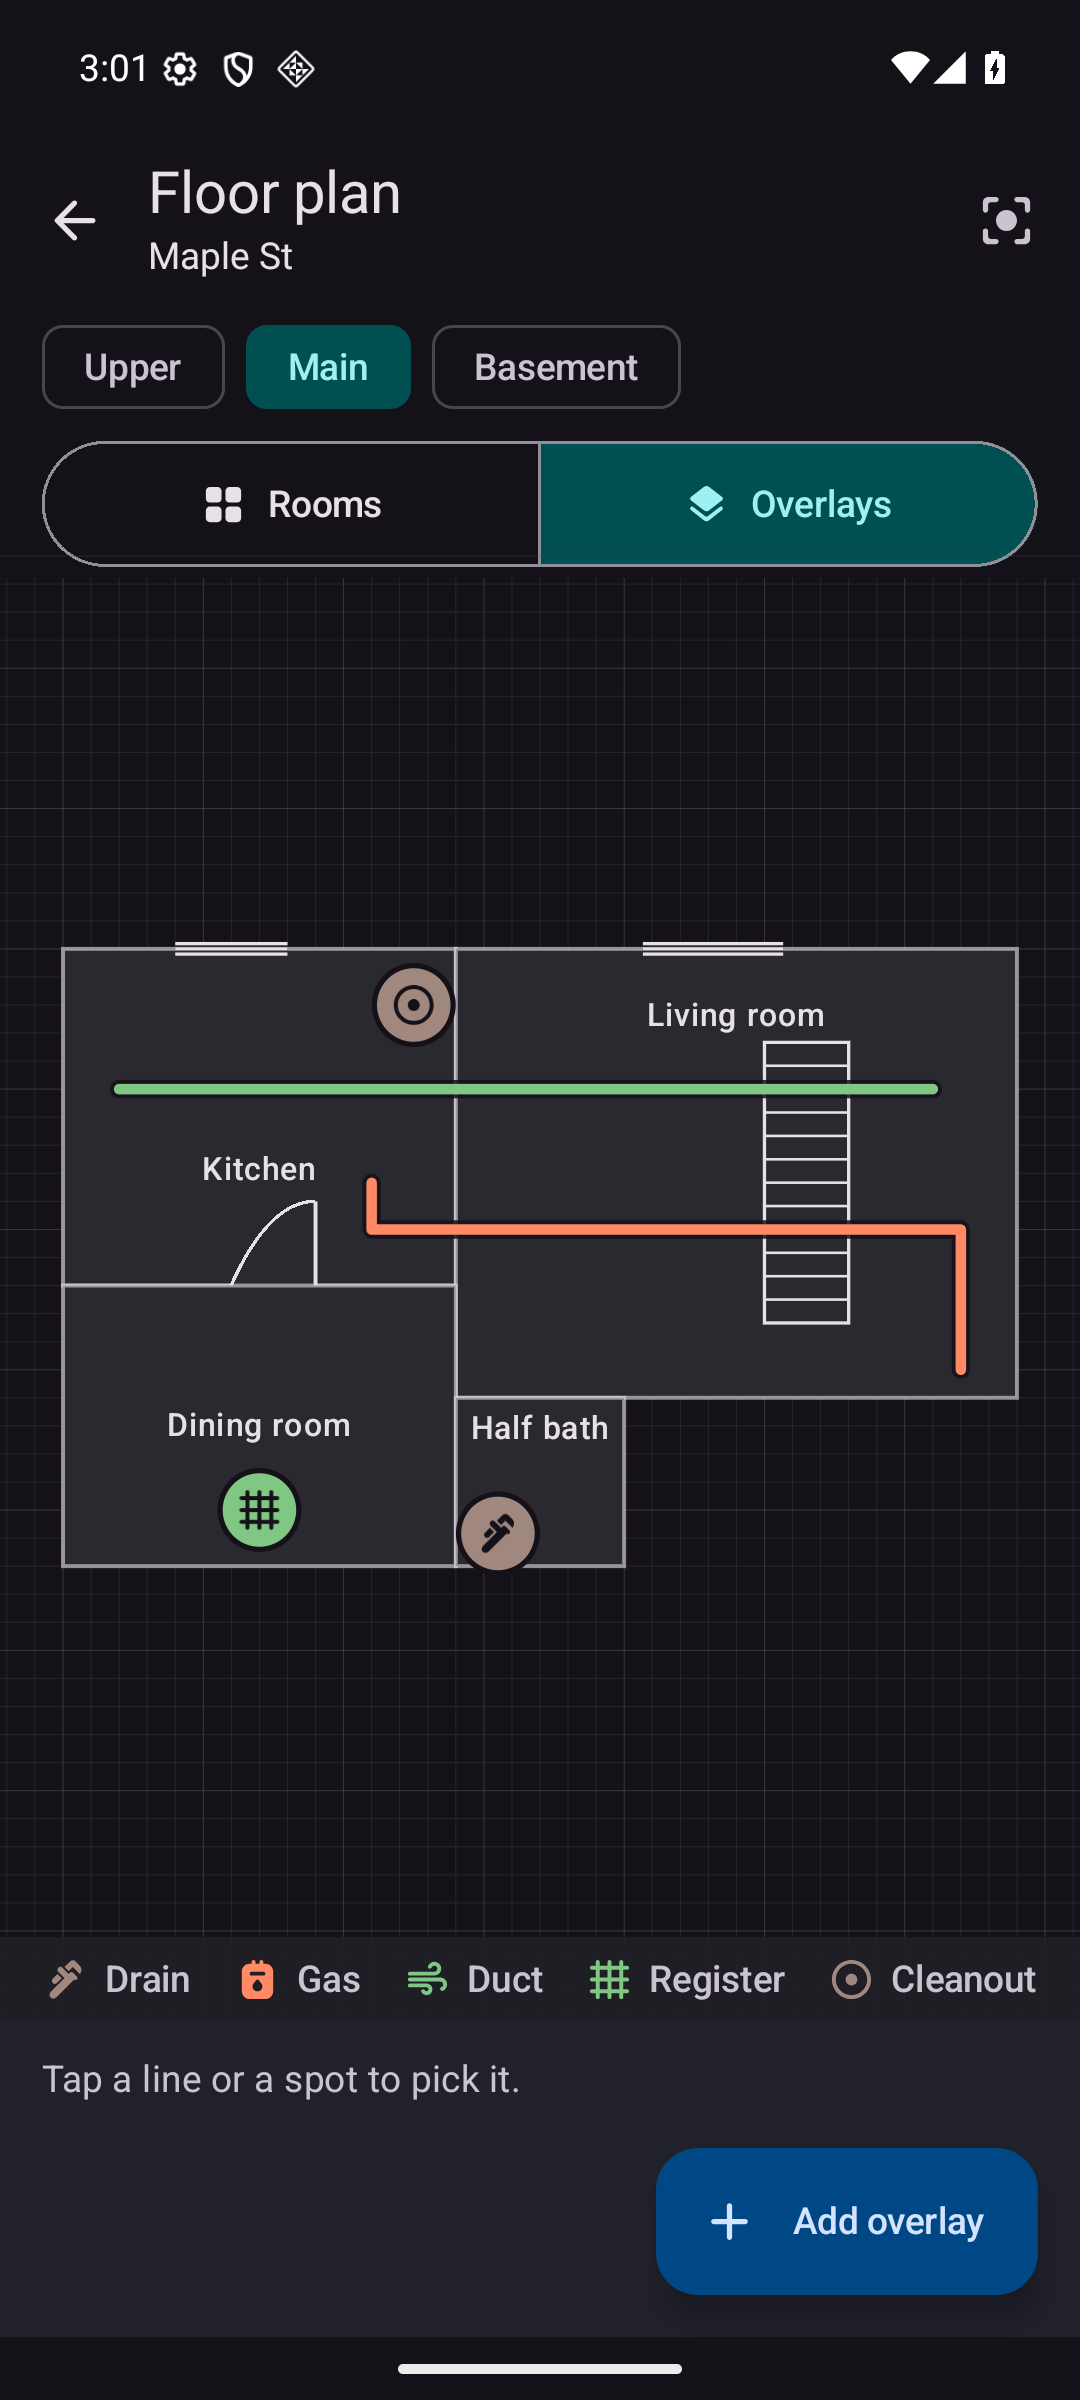 3:01
Floor plan
Maple St
Upper
Main
Basement
Rooms
Overlays
Living room
Kitchen
Dining room
Half bath
Drain
Gas
Duct
Register
Cleanout
Tap a line or a spot to pick it.
Add overlay